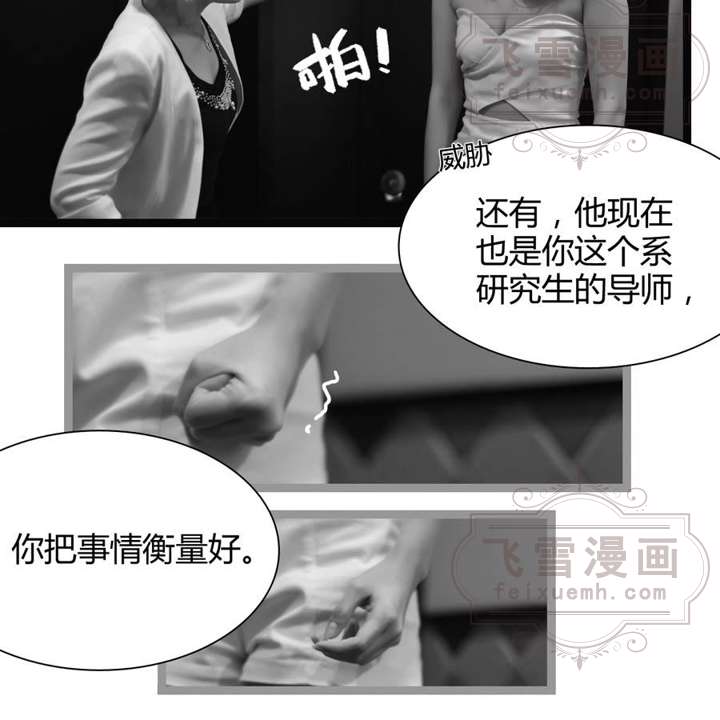 啪！
飞雪漫画
feixuemh.com
威胁
还有，他现在
也是你这个系
研究生的导师，
你把事情衡量好。
飞雪漫画
feixuemh.com